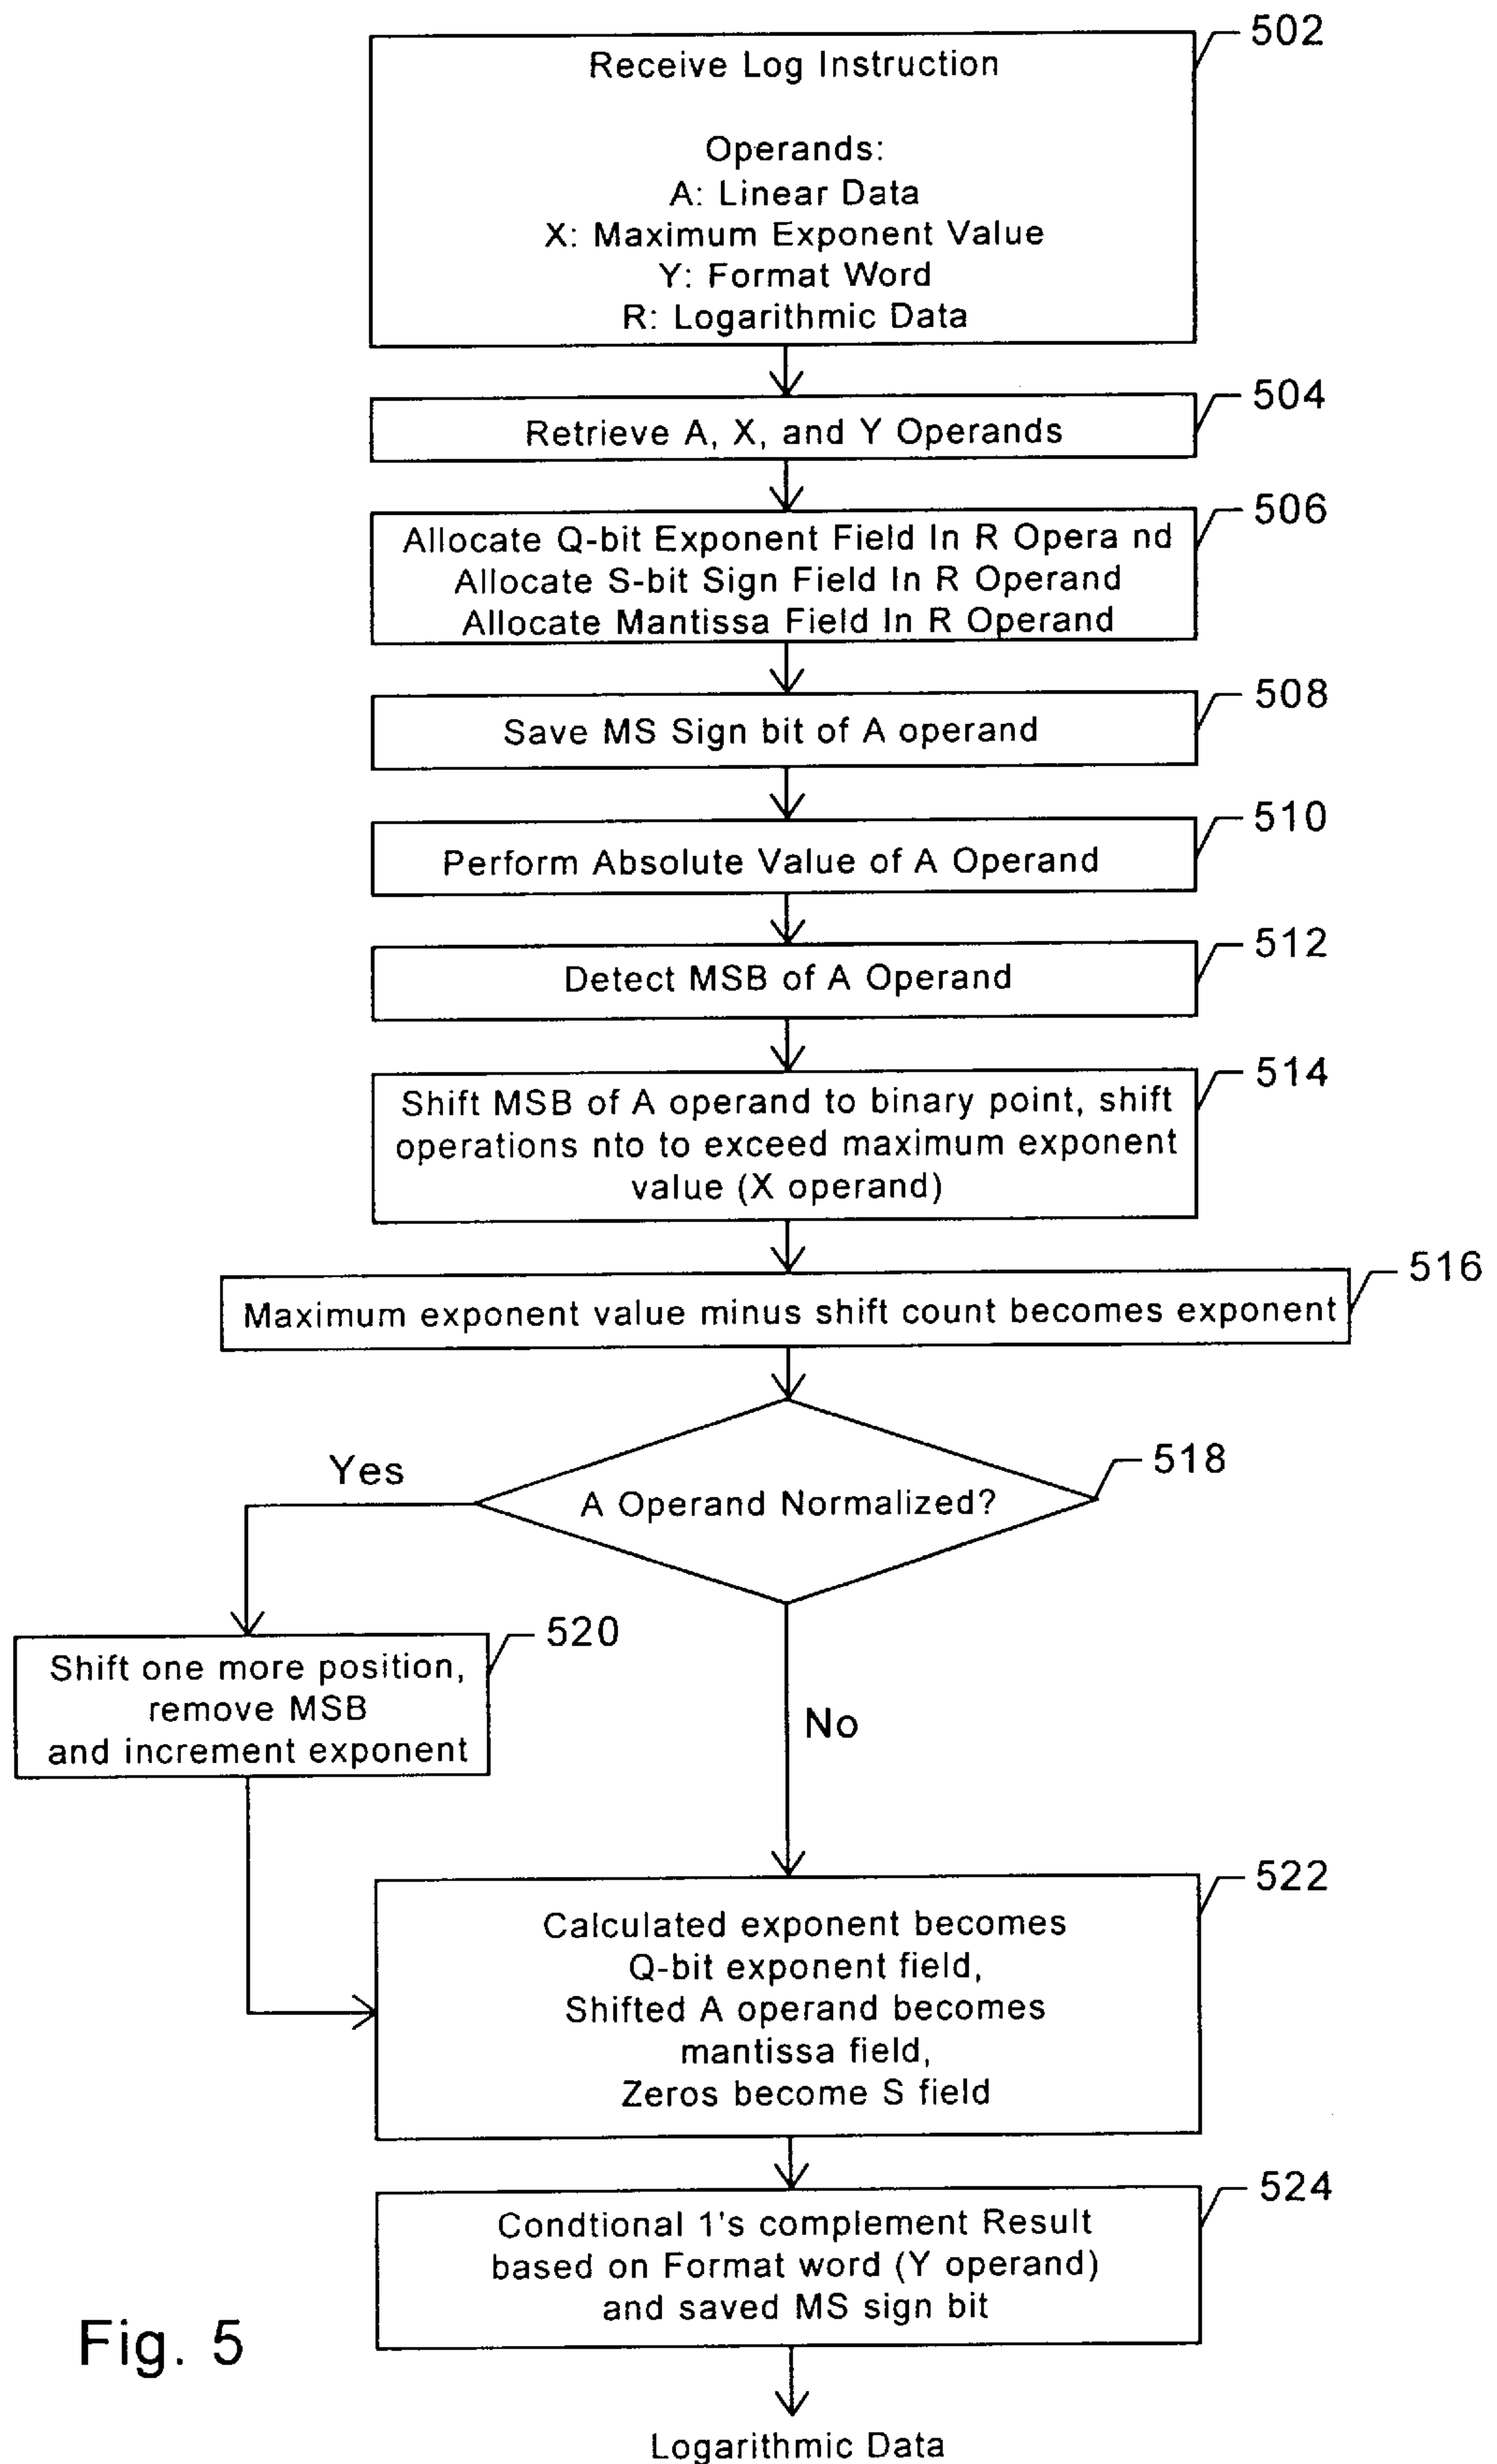 502
Receive Log Instruction
Operands:
A: Linear Data
X: Maximum Exponent Value
Y: Format Word
R: Logarithmic Data
504
Retrieve A, X, and Y Operands
506
Allocate Q-bit Exponent Field In R Opera nd
Allocate S-bit Sign Field In R Operand
Allocate Mantissa Field In R Operand
508
Save MS Sign bit of A operand
510
Perform Absolute Value of A Operand
512
Detect MSB of A Operand
514
Shift MSB of A operand to binary point, shift
operations nto to exceed maximum exponent
value (X operand)
516
Maximum exponent value minus shift count becomes exponent
518
Yes
A Operand Normalized?
520
Shift one more position,
remove MSB
and increment exponent
No
522
Calculated exponent becomes
Q-bit exponent field,
Shifted A operand becomes
mantissa field,
Zeros become S field
524
Condtional 1's complement Result
based on Format word (Y operand)
and saved MS sign bit
Fig. 5
Logarithmic Data